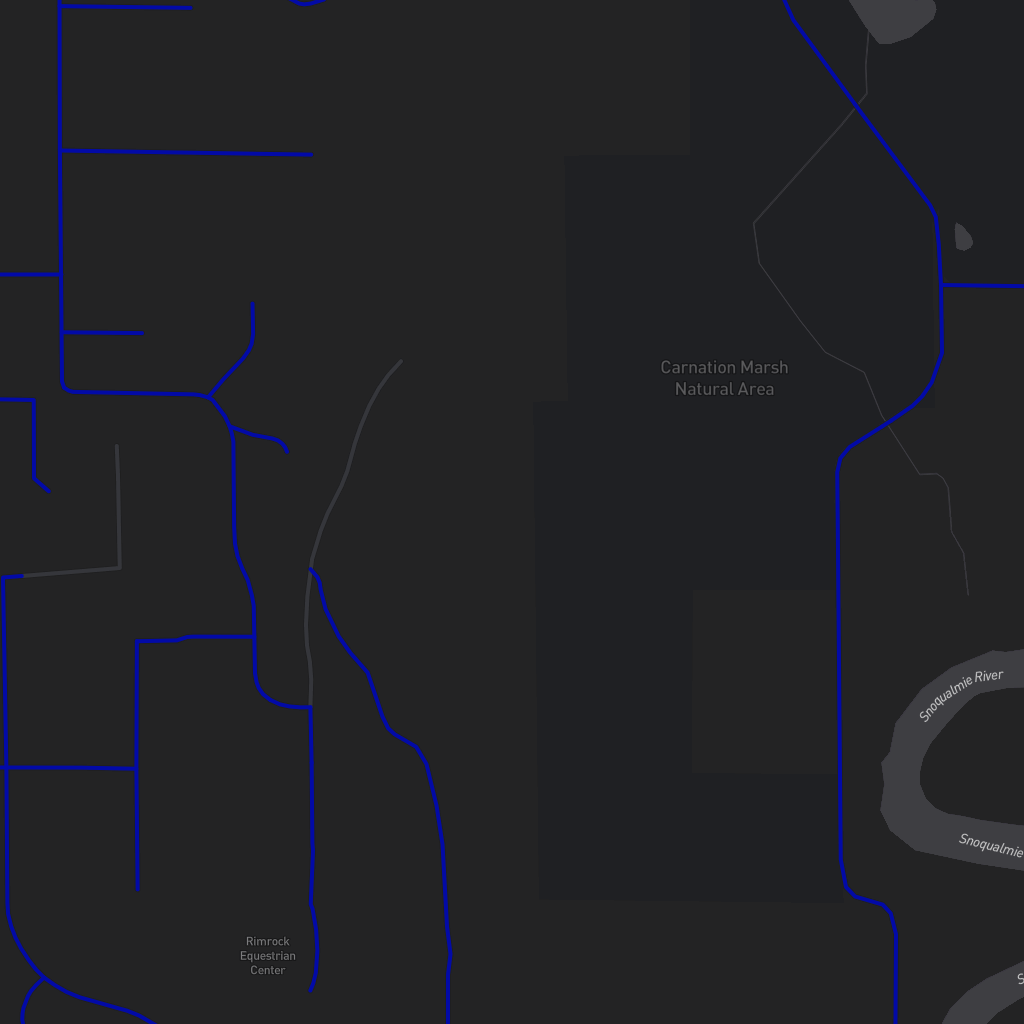 Carnation Marsh
Natural Area
Snoqualmie River
Snoqualmie
Rimrock
Equestrian
Center
S